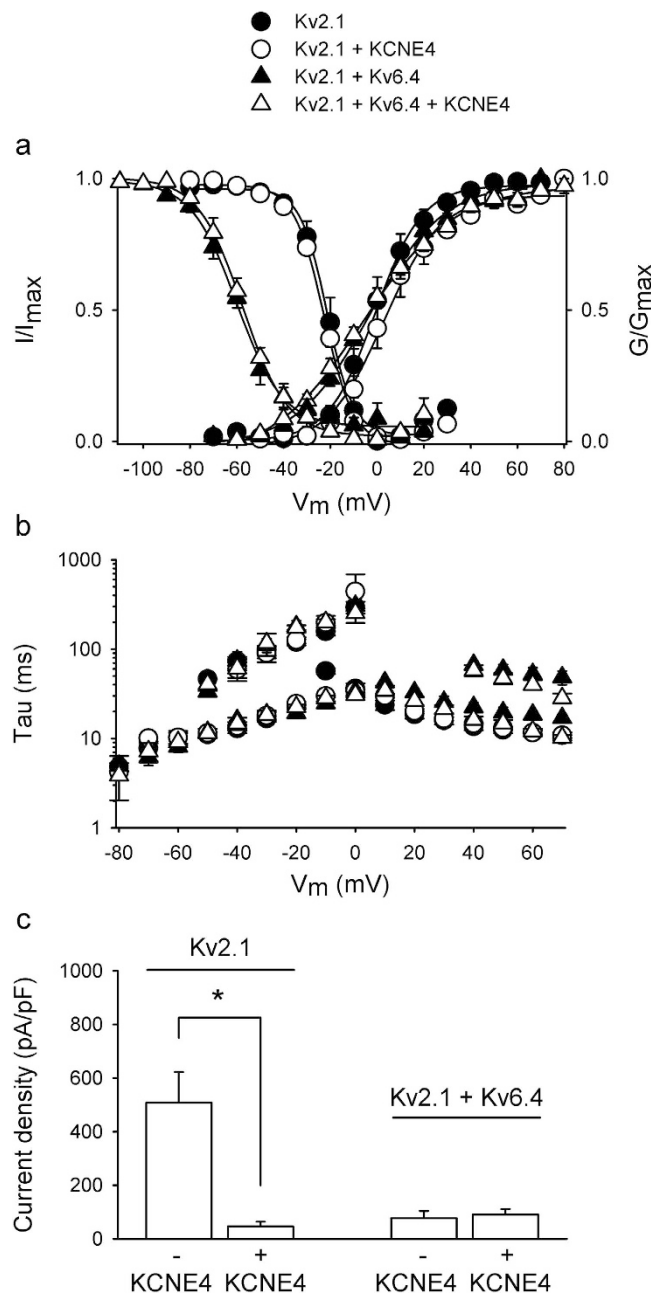 Kv2.1
Kv2.1 + KCNE4
Kv2.1 + Kv6.4
Kv2.1 + Kv6.4 + KCNE4
a
1.0
0.5
0.0
I/Imax
1.0
0.5
0.0
G/Gmax
-100 -80 -60 -40 -20 0 20 40 60 80
Vm (mV)
b
1000
100
10
1
Tau (ms)
-80 -60 -40 -20 0 20 40 60
Vm (mV)
c
Kv2.1
*
Kv2.1 + Kv6.4
1000
800
600
400
200
0
Current density (pA/pF)
- + - +
KCNE4 KCNE4 KCNE4 KCNE4